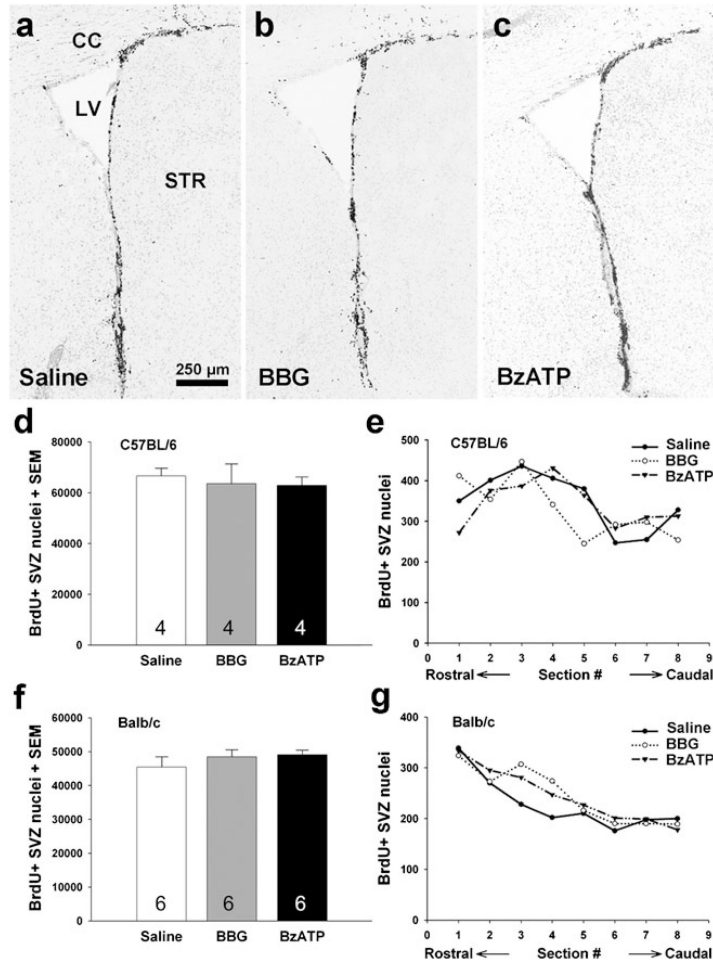 a
CC
LV
STR
Saline
250 µm
b
BBG
c
BzATP
d
C57BL/6
BrdU+ SVZ nuclei + SEM
80000
60000
40000
20000
0
4
4
4
Saline
BBG
BzATP
e
C57BL/6
Saline
BBG
BzATP
BrdU+ SVZ nuclei
500
400
300
200
100
0
0 1 2 3 4 5 6 7 8 9
Rostral ← Section # → Caudal
f
Balb/c
BrdU+ SVZ nuclei + SEM
60000
50000
40000
30000
20000
10000
0
6
6
6
Saline
BBG
BzATP
g
Balb/c
Saline
BBG
BzATP
BrdU+ SVZ nuclei
400
300
200
100
0
0 1 2 3 4 5 6 7 8 9
Rostral ← Section # → Caudal